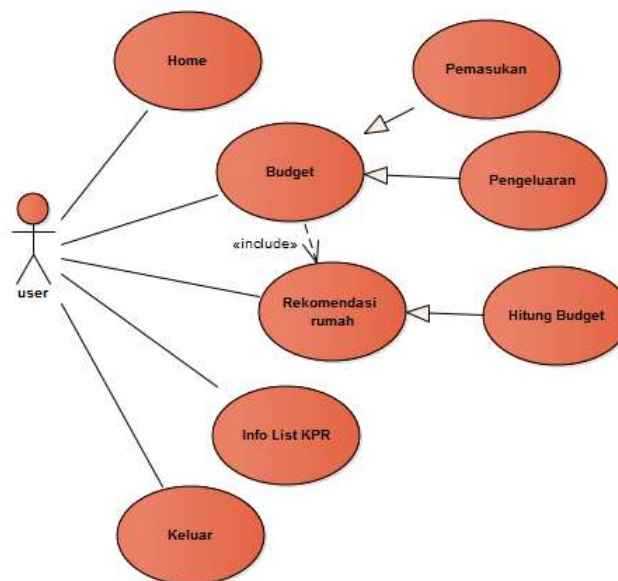 Home
Pemasukan
Budget
Pengeluaran
«include»
user
Rekomendasi
rumah
Hitung Budget
Info List KPR
Keluar